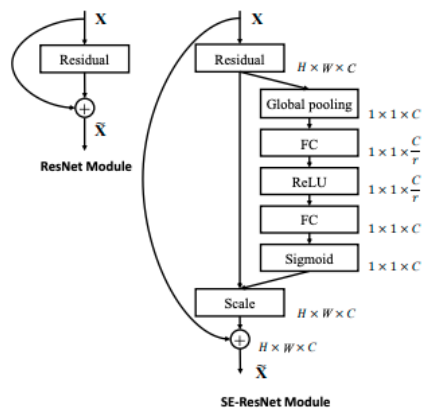 X
Residual
+
X̃
ResNet Module
X
Residual
H × W × C
Global pooling
1 × 1 × C
FC
1 × 1 × C/r
ReLU
1 × 1 × C/r
FC
1 × 1 × C
Sigmoid
1 × 1 × C
Scale
H × W × C
+
H × W × C
X̃
SE-ResNet Module